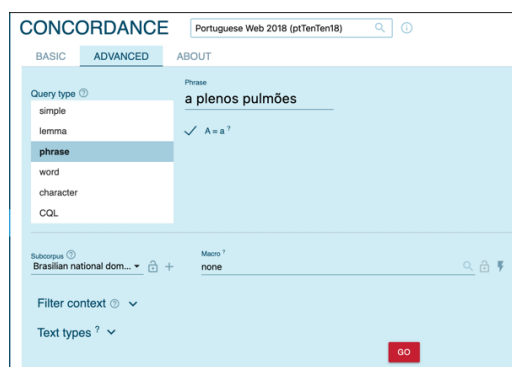 CONCORDANCE
Portuguese Web 2018 (ptTenTen18)
BASIC ADVANCED ABOUT
Query type ?
simple
lemma
phrase
word
character
CQL
Phrase
a plenos pulmões
A = a ?
Subcorpus ?
Brasilian national dom...
Macro ?
none
Filter context ?
Text types ?
GO